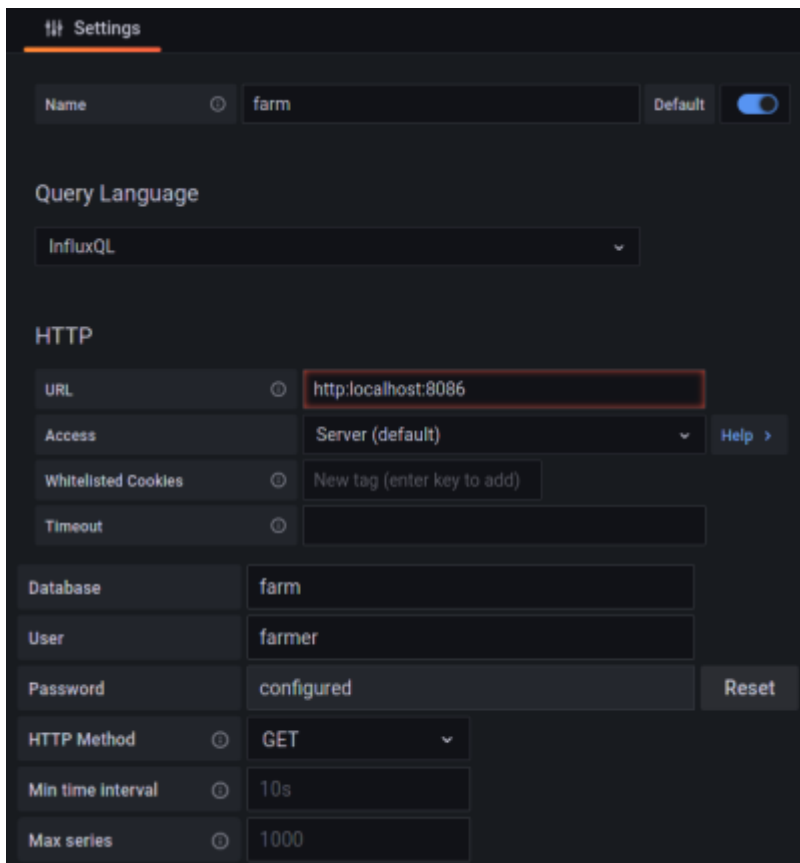 Settings
Name farm Default
Query Language
InfluxQL
HTTP
URL http:localhost:8086
Access Server (default) Help >
Whitelisted Cookies New tag (enter key to add)
Timeout
Database farm
User farmer
Password configured Reset
HTTP Method GET
Min time interval 10s
Max series 1000